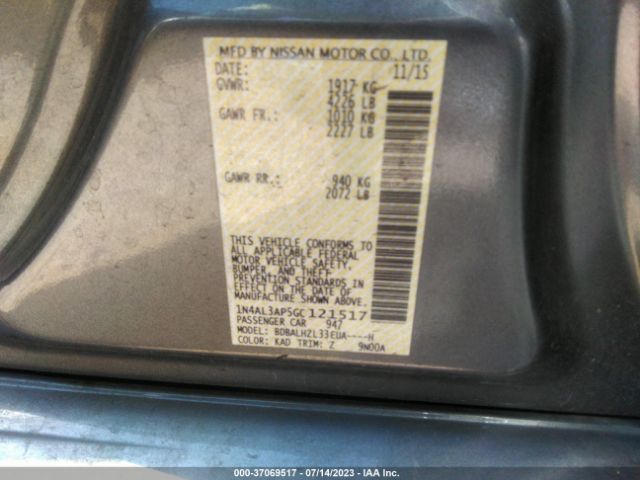 MFD BY NISSAN MOTOR CO., LTD.
DATE: 11/15
GVWR: 1917 KG
4226 LB
GAWR FR.: 1010 KG
2227 LB
GAWR RR.: 940 KG
2072 LB
THIS VEHICLE CONFORMS TO
ALL APPLICABLE FEDERAL
MOTOR VEHICLE SAFETY,
BUMPER, AND THEFT
PREVENTION STANDARDS IN
EFFECT ON THE DATE OF
MANUFACTURE SHOWN ABOVE.
1N4AL3AP5GC121517
PASSENGER CAR 947
MODEL: BDBALHZL33EUA----H
COLOR: KAD TRIM: Z 9N00A
000-37069517 - 07/14/2023 - IAA Inc.